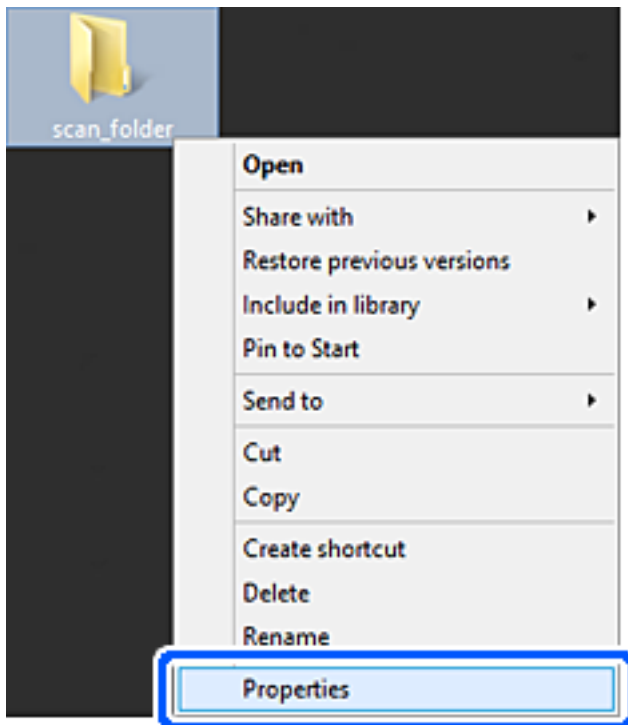 scan_folder
Open
Share with
Restore previous versions
Include in library
Pin to Start
Send to
Cut
Copy
Create shortcut
Delete
Rename
Properties